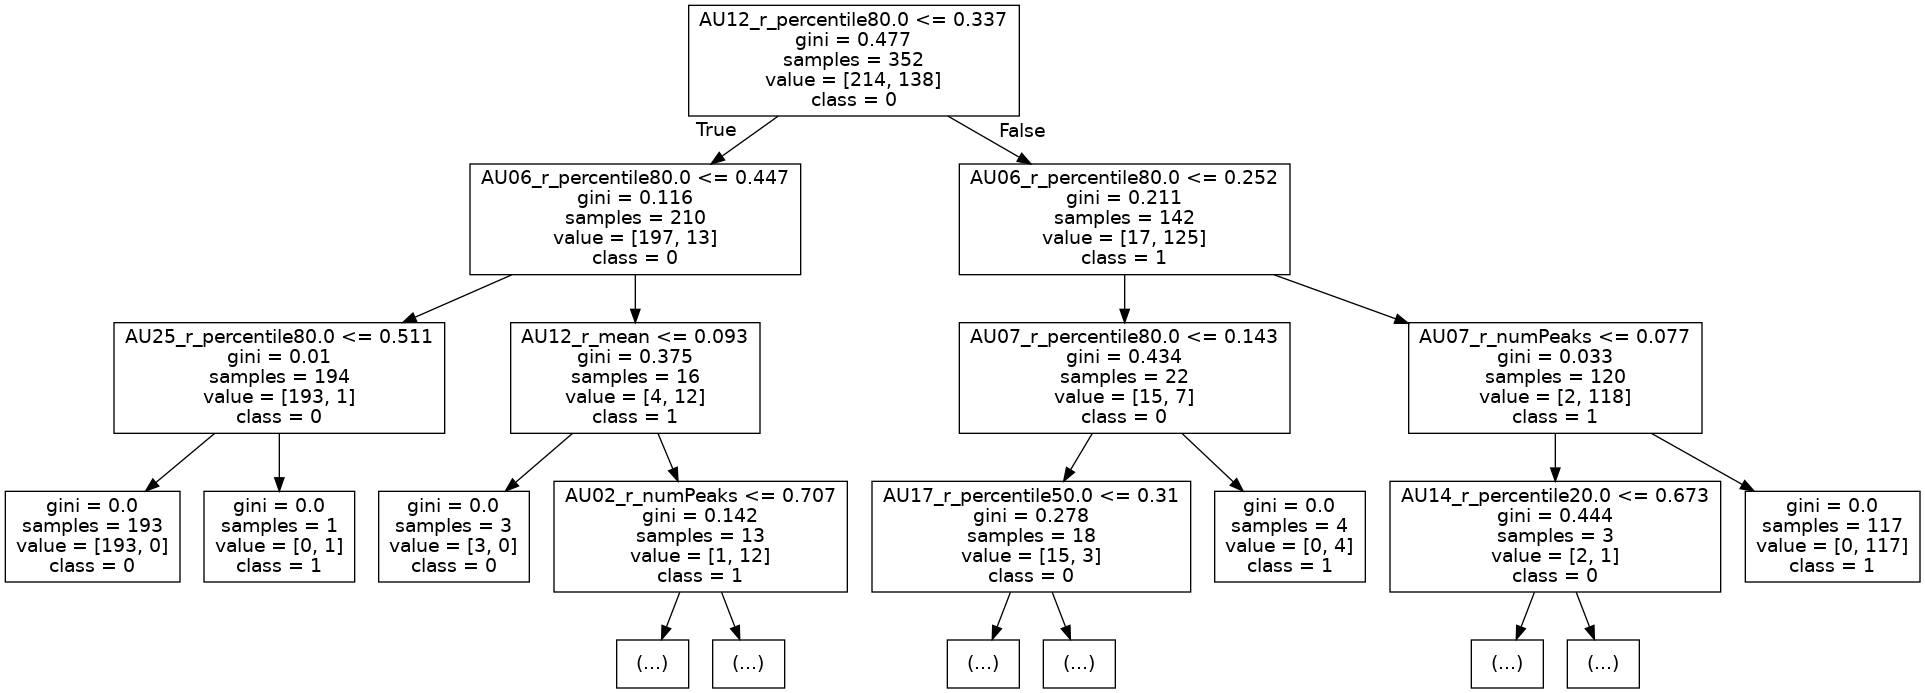 AU12_r_percentile80.0 <= 0.337
gini = 0.477
samples = 352
value = [214, 138]
class = 0
True
False
AU06_r_percentile80.0 <= 0.447
gini = 0.116
samples = 210
value = [197, 13]
class = 0
AU06_r_percentile80.0 <= 0.252
gini = 0.211
samples = 142
value = [17, 125]
class = 1
AU25_r_percentile80.0 <= 0.511
gini = 0.01
samples = 194
value = [193, 1]
class = 0
AU12_r_mean <= 0.093
gini = 0.375
samples = 16
value = [4, 12]
class = 1
AU07_r_percentile80.0 <= 0.143
gini = 0.434
samples = 22
value = [15, 7]
class = 0
AU07_r_numPeaks <= 0.077
gini = 0.033
samples = 120
value = [2, 118]
class = 1
gini = 0.0
samples = 193
value = [193, 0]
class = 0
gini = 0.0
samples = 1
value = [0, 1]
class = 1
gini = 0.0
samples = 3
value = [3, 0]
class = 0
AU02_r_numPeaks <= 0.707
gini = 0.142
samples = 13
value = [1, 12]
class = 1
AU17_r_percentile50.0 <= 0.31
gini = 0.278
samples = 18
value = [15, 3]
class = 0
gini = 0.0
samples = 4
value = [0, 4]
class = 1
AU14_r_percentile20.0 <= 0.673
gini = 0.444
samples = 3
value = [2, 1]
class = 0
gini = 0.0
samples = 117
value = [0, 117]
class = 1
(...)
(...)
(...)
(...)
(...)
(...)